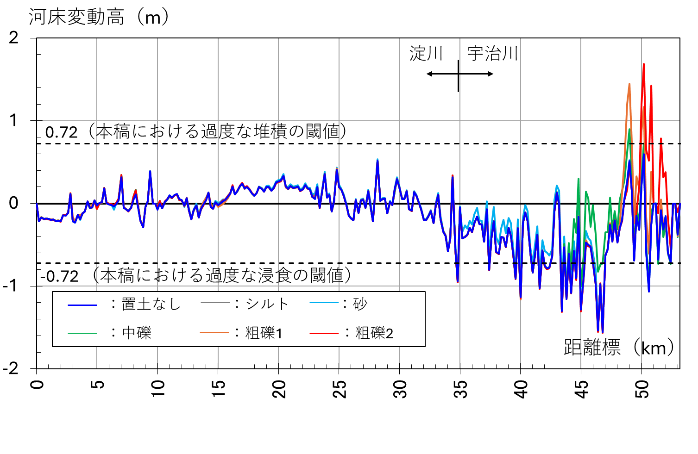 河床変動高（m）
2
淀川 宇治川
1
0.72（本稿における過度な堆積の閾値）
0
-0.72（本稿における過度な浸食の閾値）
-1
：置土なし ：シルト ：砂
：中礫 ：粗礫1 ：粗礫2
距離標（km）
-2
0 5 10 15 20 25 30 35 40 45 50